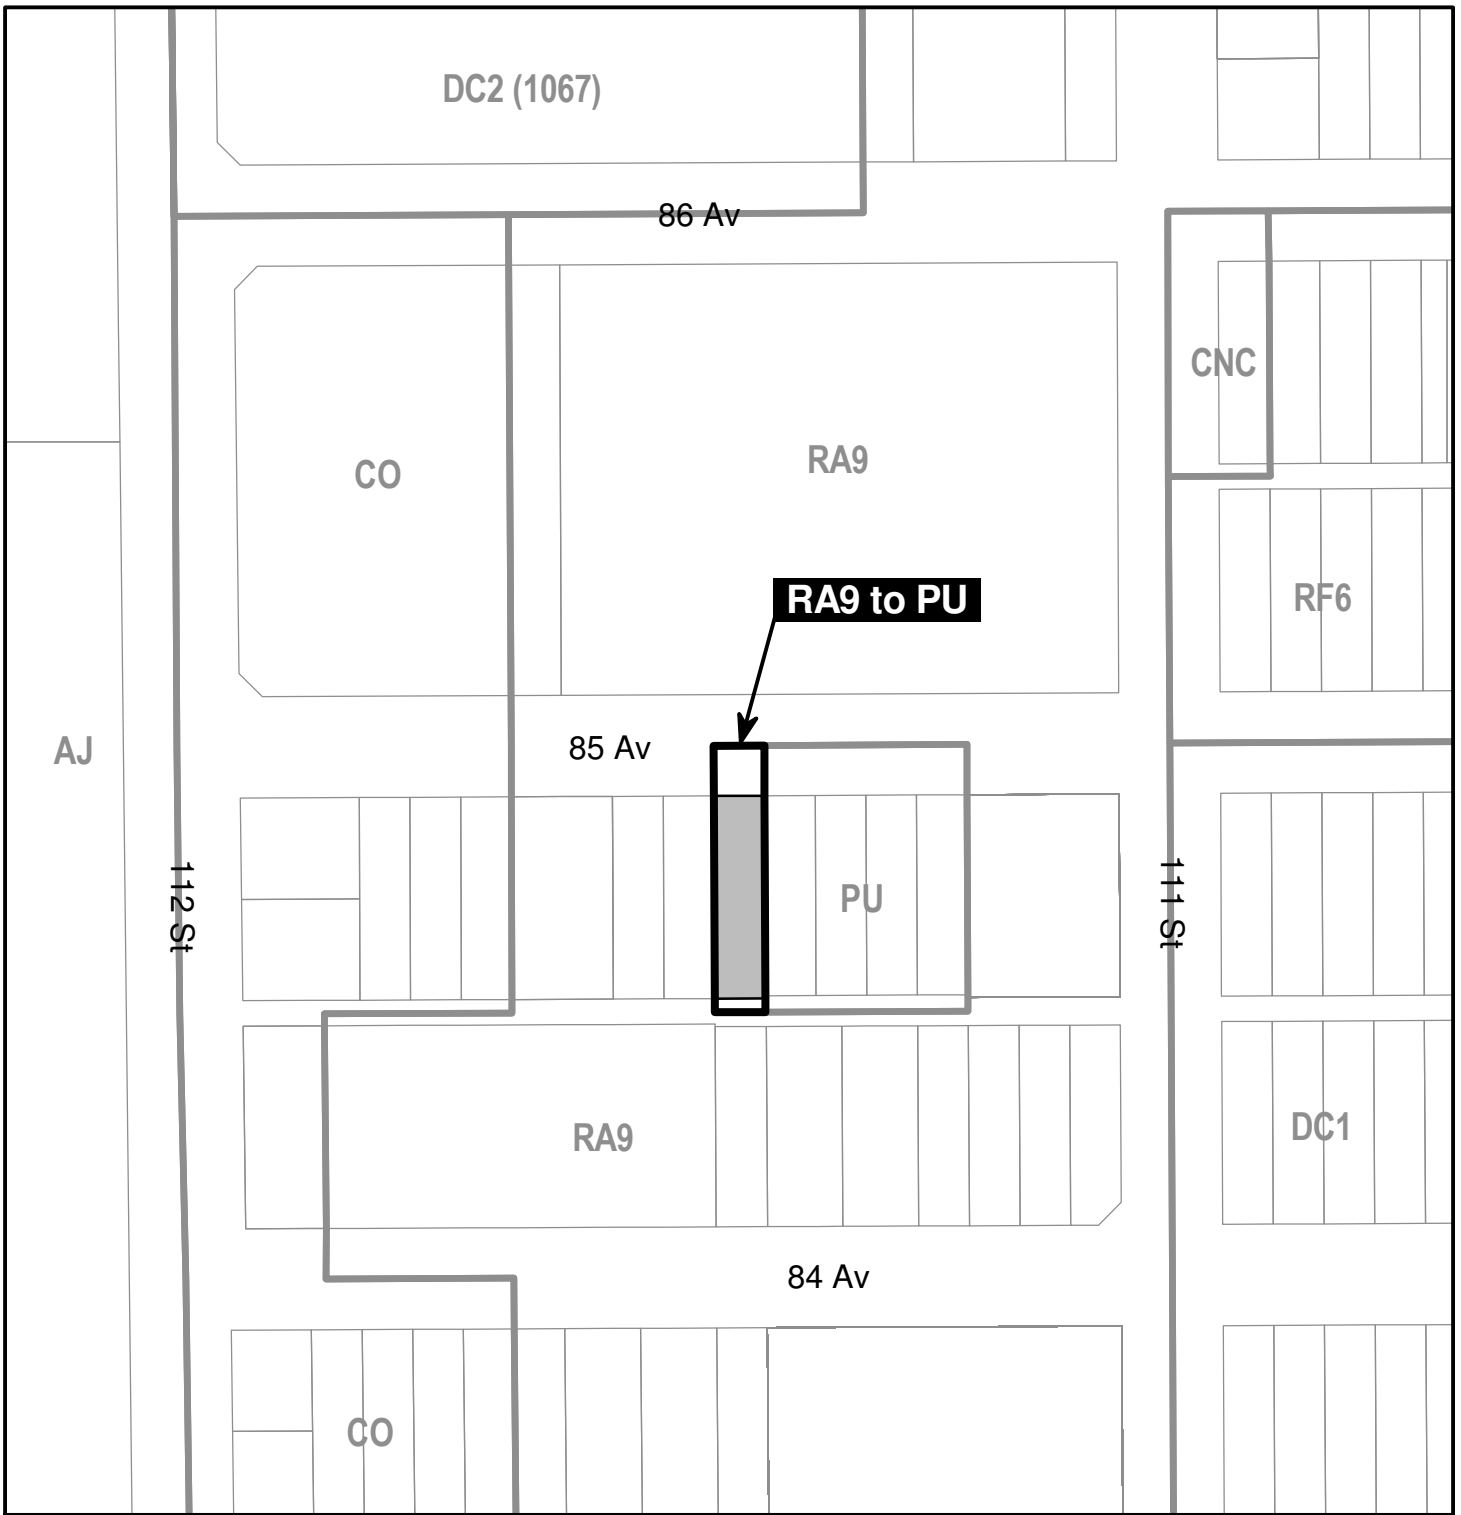 DC2 (1067)
86 Av
CNC
CO
RA9
RA9 to PU
RF6
AJ
85 Av
112 St
PU
111 St
RA9
DC1
84 Av
CO